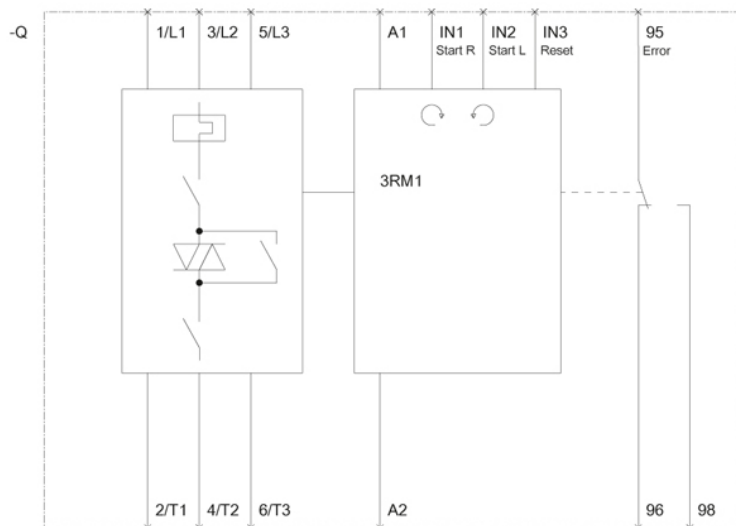 -Q
1/L1 3/L2 5/L3 A1 IN1 IN2 IN3 95
Start R Start L Reset Error
3RM1
2/T1 4/T2 6/T3 A2 96 98